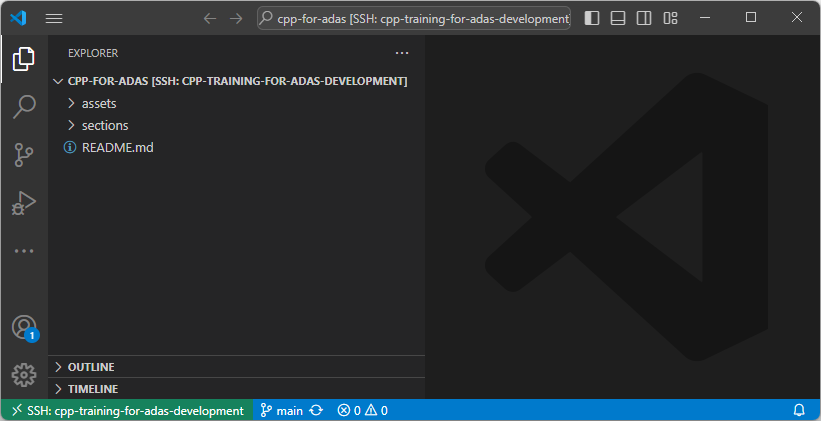 cpp-for-adas [SSH: cpp-training-for-adas-development]
EXPLORER
CPP-FOR-ADAS [SSH: CPP-TRAINING-FOR-ADAS-DEVELOPMENT]
assets
sections
README.md
1
OUTLINE
TIMELINE
SSH: cpp-training-for-adas-development main 0 0